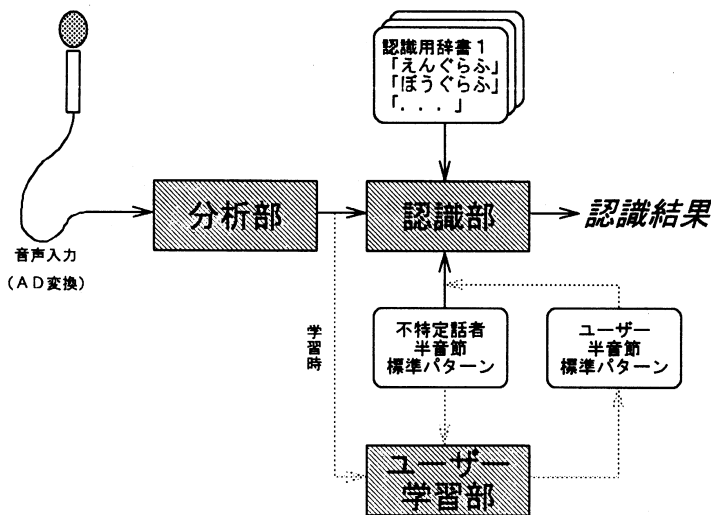 認識用辞書１
「えんぐらふ」
「ぼうぐらふ」
「．．．」
分析部
認識部
認識結果
音声入力
（ＡＤ変換）
学習時
不特定話者
半音節
標準パターン
ユーザー
半音節
標準パターン
ユーザー
学習部